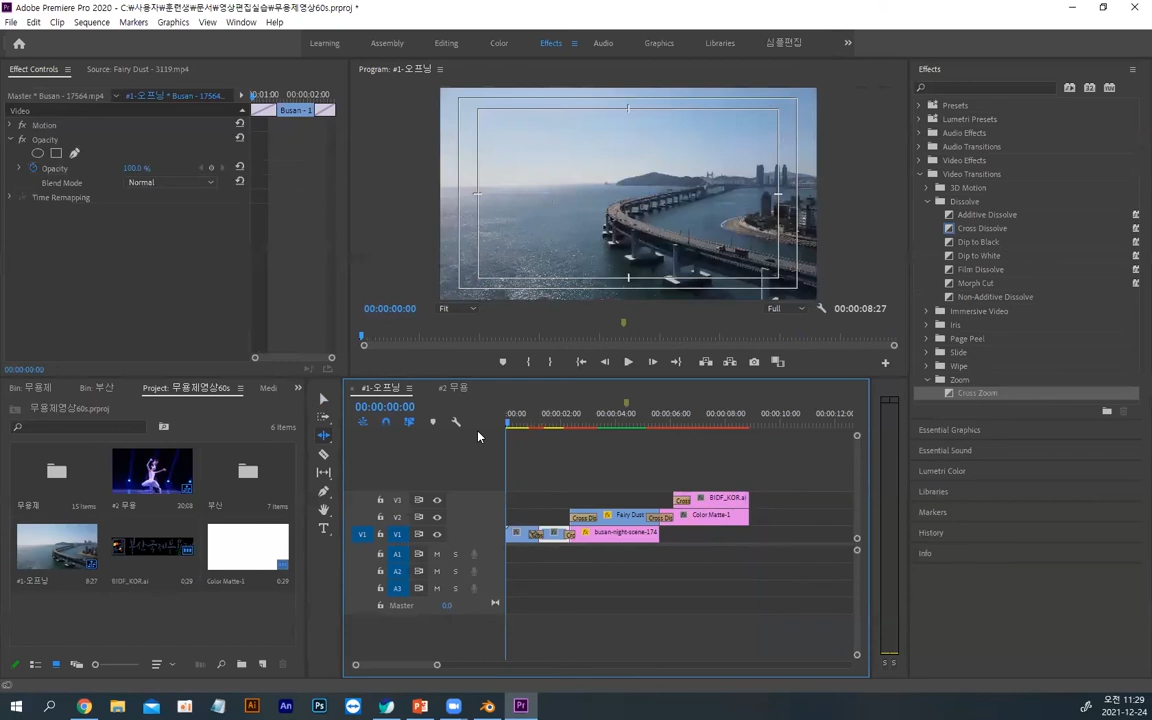 Adobe Premiere Pro 2020 - C:₩사용자₩훈련생₩문서₩영상편집실습₩무용제영상60s.prproj *
File Edit Clip Sequence Markers Graphics View Window Help
Learning Assembly Editing Color Effects Audio Graphics Libraries 심플편집
Effect Controls Source: Fairy Dust - 3119.mp4
Master * Busan - 17564.mp4 #1-오프닝 * Busan - 17564...
:00:01:00 00:00:02:00
Video
Busan - 1
Motion
Opacity
Opacity 100.0 %
Blend Mode Normal
Time Remapping
00:00:00:00
Program: #1-오프닝
00:00:00:00 Fit Full 00:00:08:27
Effects
Presets
Lumetri Presets
Audio Effects
Audio Transitions
Video Effects
Video Transitions
3D Motion
Dissolve
Additive Dissolve
Cross Dissolve
Dip to Black
Dip to White
Film Dissolve
Morph Cut
Non-Additive Dissolve
Immersive Video
Iris
Page Peel
Slide
Wipe
Zoom
Cross Zoom
Essential Graphics
Essential Sound
Lumetri Color
Libraries
Markers
History
Info
Bin: 무용제 Bin: 부산 Project: 무용제영상60s Medi
무용제영상60s.prproj
6 Items
무용제 15 Items
#2 무용 20:08
부산 6 Items
#1-오프닝 8:27
BIDF_KOR.ai 0:29
Color Matte-1 0:29
#1-오프닝 #2 무용
00:00:00:00
:00:00 00:00:02:00 00:00:04:00 00:00:06:00 00:00:08:00 00:00:10:00 00:00:12:0(
V3 Cross BIDF_KOR.ai
V2 Cross Dis Fairy Dust Cross Dis Color Matte-1
V1 V1 busan-night-scene-174
A1 M S
A2 M S
A3 M S
Master 0.0
S S
오전 11:29
2021-12-24